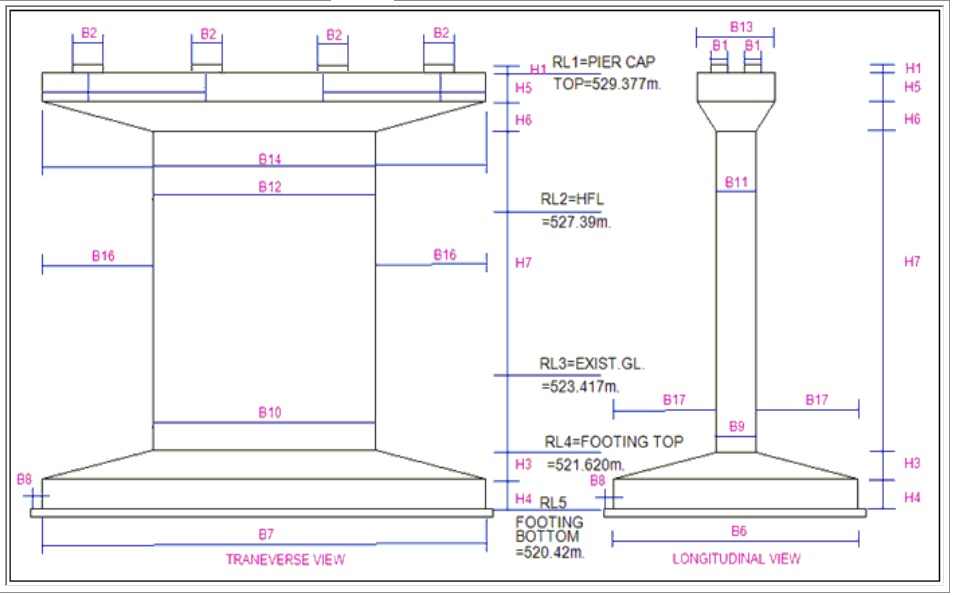 B2 B2 B2 B2 B13
B1 B1
H1 RL1=PIER CAP H1
H5 TOP=529.377m. H5
H6 H6
B14
B12 B11
RL2=HFL
=527.39m.
B16 B16 H7 H7
RL3=EXIST.GL.
=523.417m.
B17 B17
B10 B9
RL4=FOOTING TOP
H3 =521.620m. H3
B8 B8
H4 RL5 H4
FOOTING
BOTTOM
=520.42m.
B7 B6
TRANEVERSE VIEW LONGITUDINAL VIEW